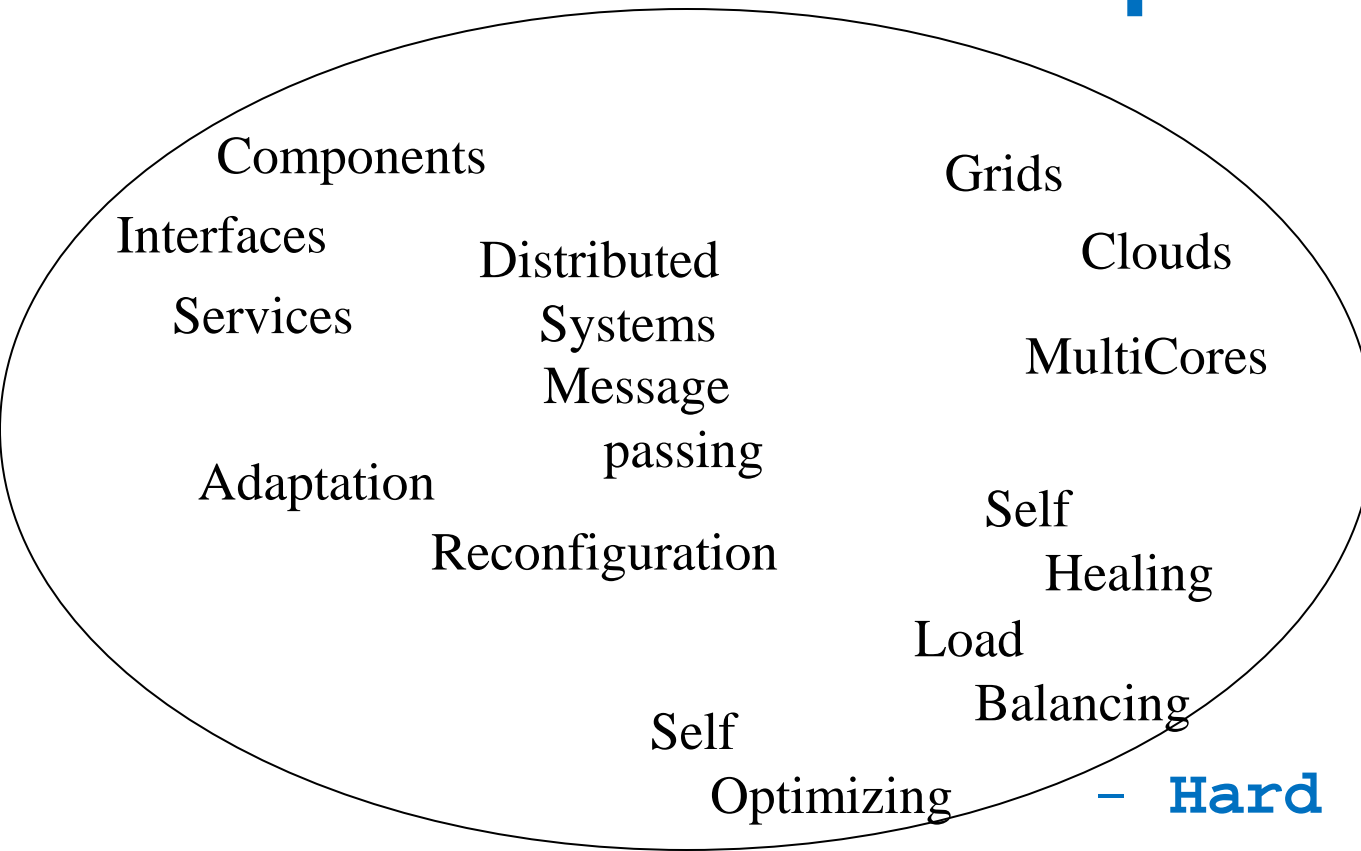 Components
Grids
Interfaces
Clouds
Distributed
Systems
Services
MultiCores
Message
passing
Adaptation
Self
Healing
Reconfiguration
Load
Balancing
Self
Optimizing
- Hard